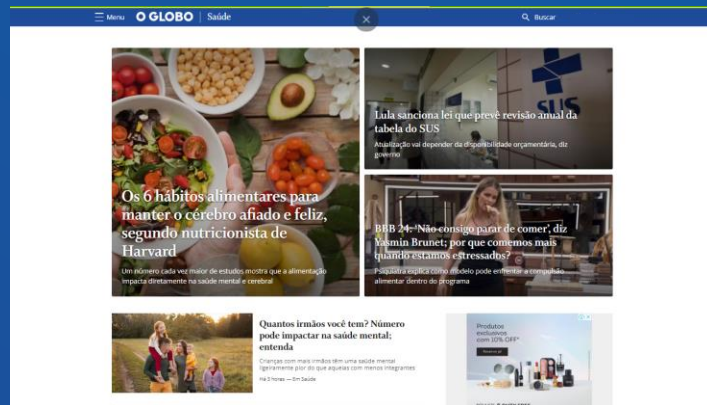 Menu O GLOBO | Saúde Buscar
Os 6 hábitos alimentares para
manter o cérebro afiado e feliz,
segundo nutricionista de
Harvard
Um número cada vez maior de estudos mostra que a alimentação
impacta diretamente na saúde mental e cerebral
SUS
Lula sanciona lei que prevê revisão anual da
tabela do SUS
Atualização vai depender da disponibilidade orçamentária, diz
governo
BBB 24: 'Não consigo parar de comer', diz
Yasmin Brunet; por que comemos mais
quando estamos estressados?
Psiquiatra explica como modelo pode enfrentar a compulsão
alimentar dentro do programa
Quantos irmãos você tem? Número
pode impactar na saúde mental;
entenda
Crianças com mais irmãos têm uma saúde mental
ligeiramente pior do que aquelas com menos integrantes
Há 3 horas — Em Saúde
Produtos
exclusivos
com 10% OFF*